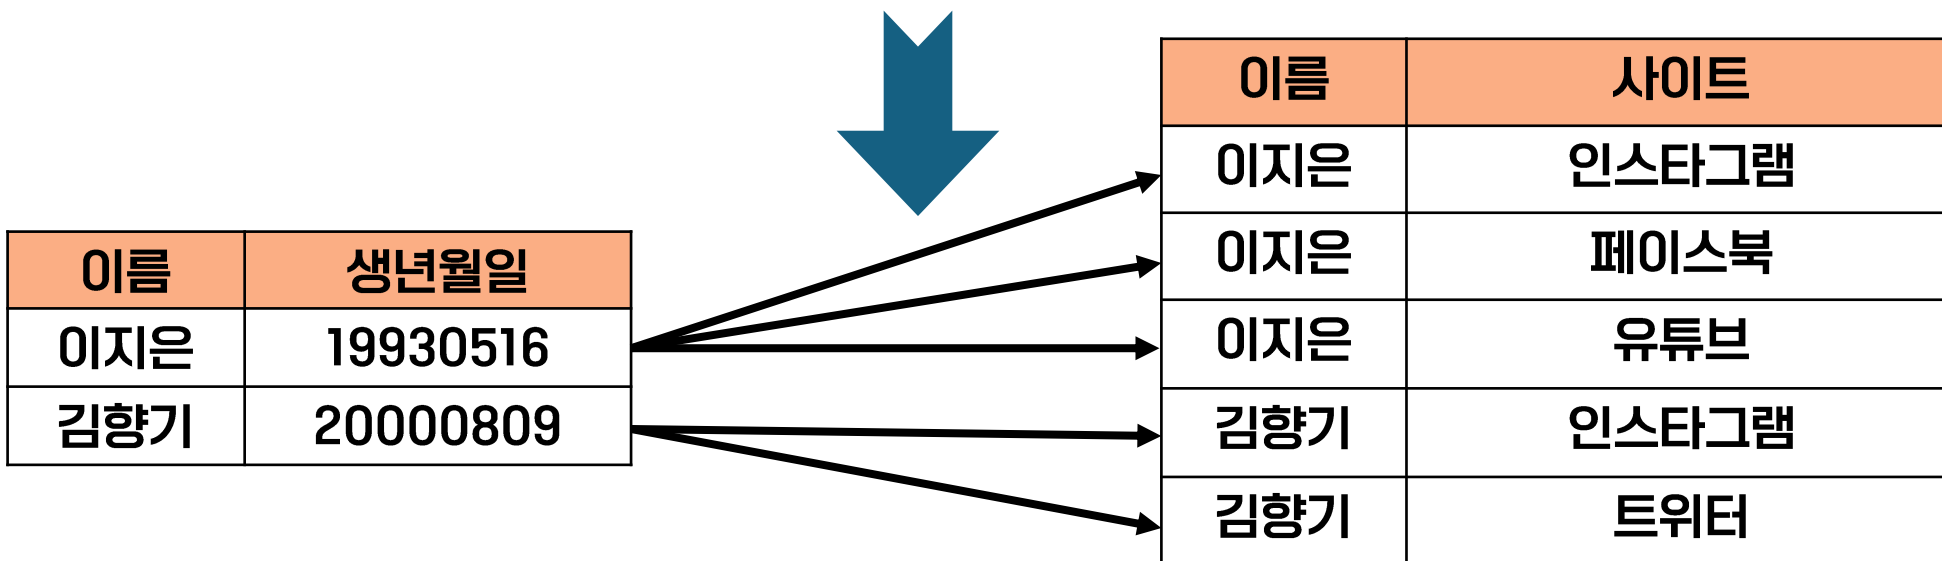 이름 생년월일
이지은 19930516
김향기 20000809
이름 사이트
이지은 인스타그램
이지은 페이스북
이지은 유튜브
김향기 인스타그램
김향기 트위터